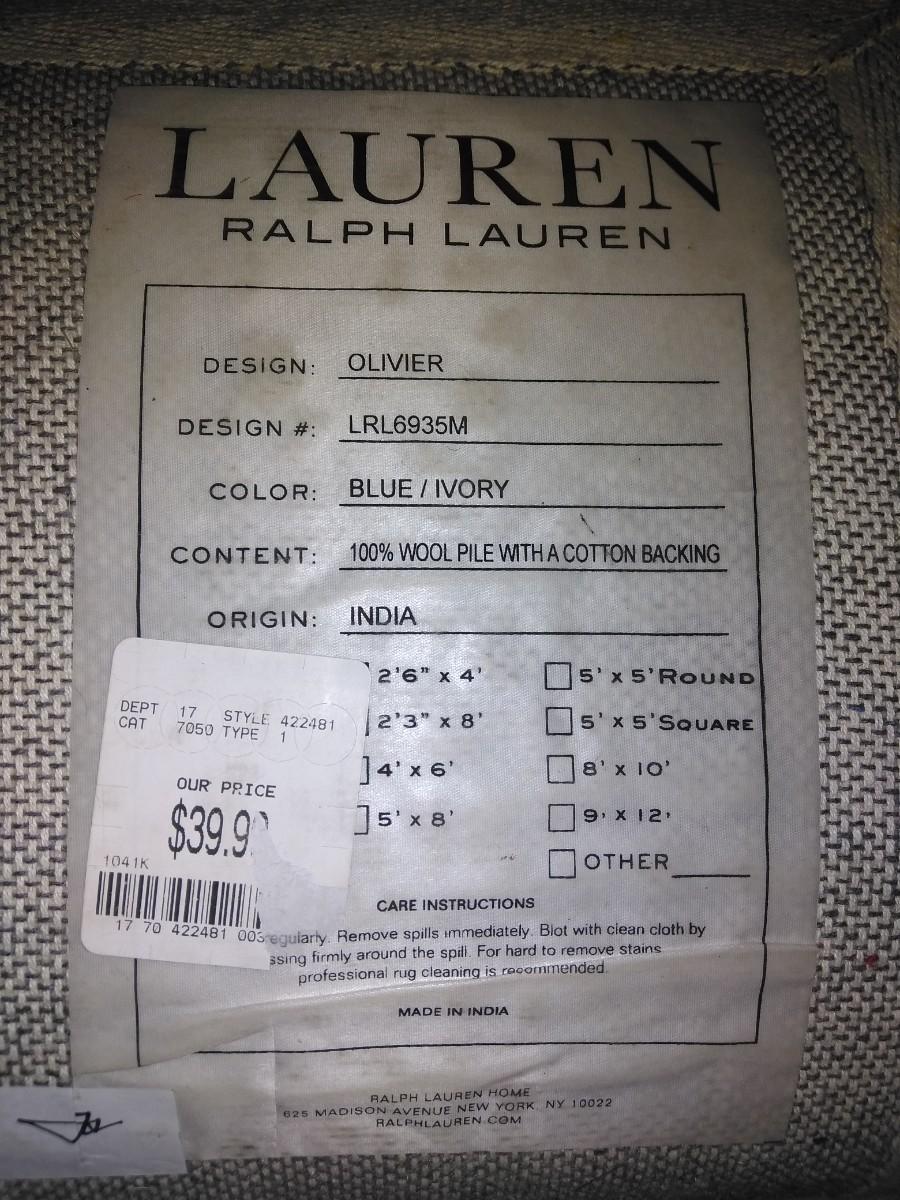 LAUREN
RALPH LAUREN
DESIGN: OLIVIER
DESIGN #: LRL6935M
COLOR: BLUE / IVORY
CONTENT: 100% WOOL PILE WITH A COTTON BACKING
ORIGIN: INDIA
2'6" x 4' 5' x 5' ROUND
2'3" x 8' 5' x 5' SQUARE
4' x 6' 8' x 10'
5' x 8' 9' x 12'
OTHER
DEPT 17 STYLE 422481
CAT 7050 TYPE 1
OUR PRICE
$39.9
1041K
17 70 422481 003
CARE INSTRUCTIONS
regularly. Remove spills immediately. Blot with clean cloth by
firmly around the spill. For hard to remove stains
professional rug cleaning is recommended.
MADE IN INDIA
RALPH LAUREN HOME
625 MADISON AVENUE NEW YORK, NY 10022
RALPHLAUREN.COM